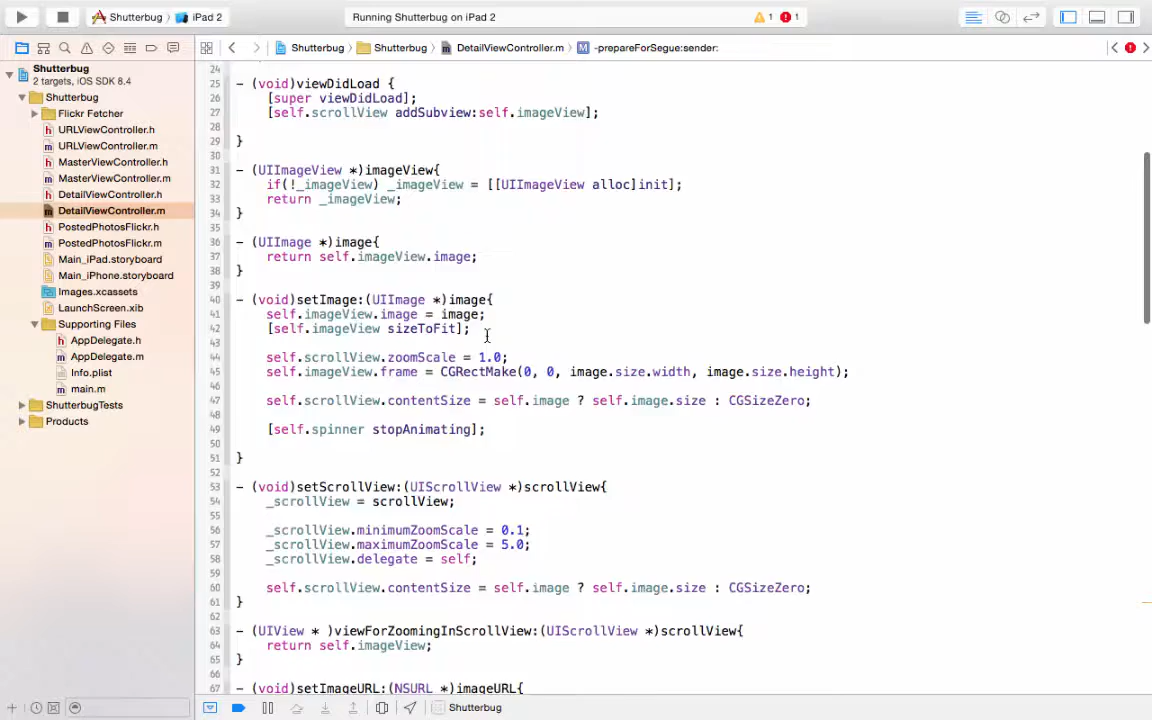 Shutterbug iPad 2 Running Shutterbug on iPad 2 1 1
Shutterbug Shutterbug DetailViewController.m M -prepareForSegue:sender:
Shutterbug
2 targets, iOS SDK 8.4
Shutterbug
Flickr Fetcher
h URLViewController.h
m URLViewController.m
h MasterViewController.h
m MasterViewController.m
h DetailViewController.h
m DetailViewController.m
h PostedPhotosFlickr.h
m PostedPhotosFlickr.m
Main_iPad.storyboard
Main_iPhone.storyboard
Images.xcassets
LaunchScreen.xib
Supporting Files
h AppDelegate.h
m AppDelegate.m
Info.plist
m main.m
ShutterbugTests
Products
24
25 - (void)viewDidLoad {
26 [super viewDidLoad];
27 [self.scrollView addSubview:self.imageView];
28
29 }
30
31 - (UIImageView *)imageView{
32 if(!_imageView) _imageView = [[UIImageView alloc]init];
33 return _imageView;
34 }
35
36 - (UIImage *)image{
37 return self.imageView.image;
38 }
39
40 - (void)setImage:(UIImage *)image{
41 self.imageView.image = image;
42 [self.imageView sizeToFit];
43
44 self.scrollView.zoomScale = 1.0;
45 self.imageView.frame = CGRectMake(0, 0, image.size.width, image.size.height);
46
47 self.scrollView.contentSize = self.image ? self.image.size : CGSizeZero;
48
49 [self.spinner stopAnimating];
50
51 }
52
53 - (void)setScrollView:(UIScrollView *)scrollView{
54 _scrollView = scrollView;
55
56 _scrollView.minimumZoomScale = 0.1;
57 _scrollView.maximumZoomScale = 5.0;
58 _scrollView.delegate = self;
59
60 self.scrollView.contentSize = self.image ? self.image.size : CGSizeZero;
61 }
62
63 - (UIView * )viewForZoomingInScrollView:(UIScrollView *)scrollView{
64 return self.imageView;
65 }
66
67 - (void)setImageURL:(NSURL *)imageURL{
Shutterbug